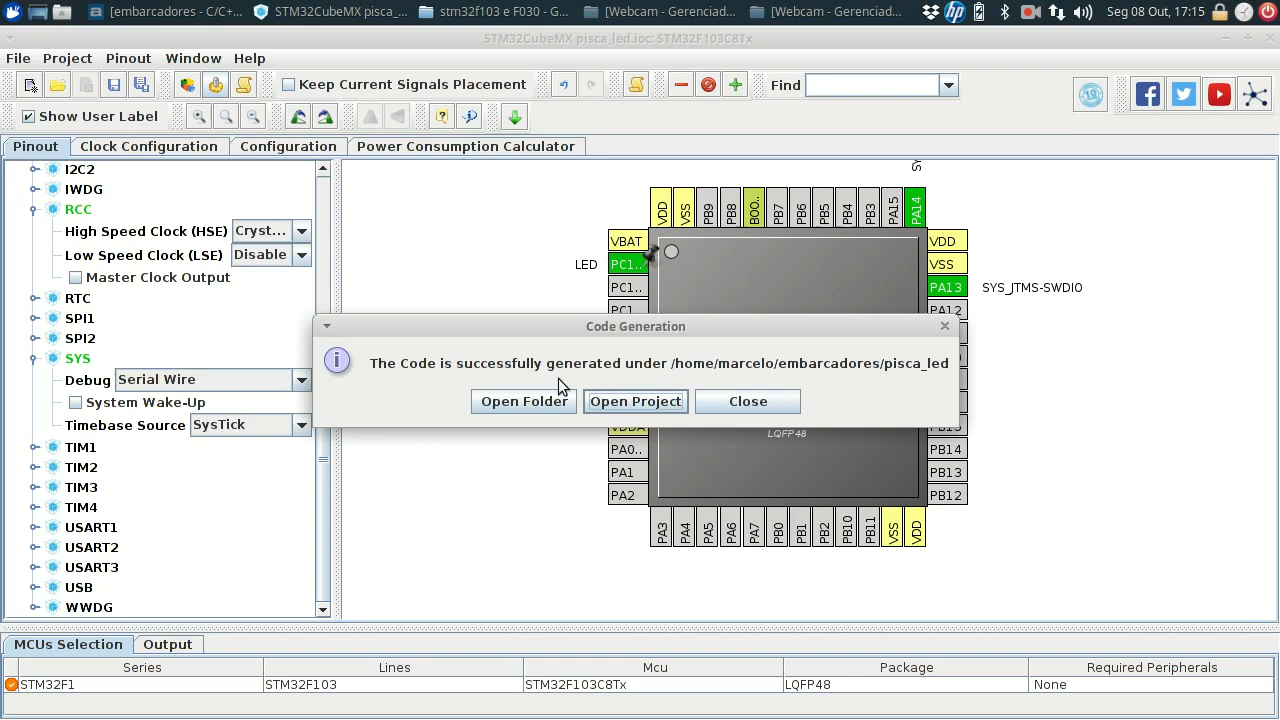 [embarcadores - C/C+...
STM32CubeMX pisca_...
stm32f103 e F030 - G...
[Webcam - Gerenciad...
[Webcam - Gerenciad...
Seg 08 Out, 17:15
STM32CubeMX pisca_led.ioc: STM32F103C8Tx
File Project Pinout Window Help
Keep Current Signals Placement
Find
Show User Label
Pinout
Clock Configuration
Configuration
Power Consumption Calculator
I2C2
IWDG
RCC
High Speed Clock (HSE) Cryst...
Low Speed Clock (LSE) Disable
Master Clock Output
RTC
SPI1
SPI2
SYS
Debug Serial Wire
System Wake-Up
Timebase Source SysTick
TIM1
TIM2
TIM3
TIM4
USART1
USART2
USART3
USB
WWDG
SY
VDD VSS PB9 PB8 BOO.. PB7 PB6 PB5 PB4 PB3 PA15 PA14
VBAT VDD
LED PC1.. VSS
PC1.. PA13 SYS_JTMS-SWDIO
PC1.. PA12
Code Generation
The Code is successfully generated under /home/marcelo/embarcadores/pisca_led
Open Folder Open Project Close
VDDA PB15
LQFP48
PA0.. PB14
PA1 PB13
PA2 PB12
PA3 PA4 PA5 PA6 PA7 PB0 PB1 PB2 PB10 PB11 VSS VDD
MCUs Selection
Output
Series Lines Mcu Package Required Peripherals
STM32F1 STM32F103 STM32F103C8Tx LQFP48 None